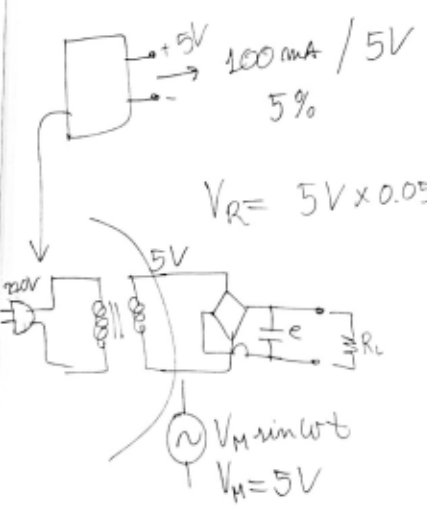 + 5V
100 mA / 5V
-
5%
V_R = 5V x 0.05
5V
220V
e
R_L
~
V_M sin ωt
V_M = 5V